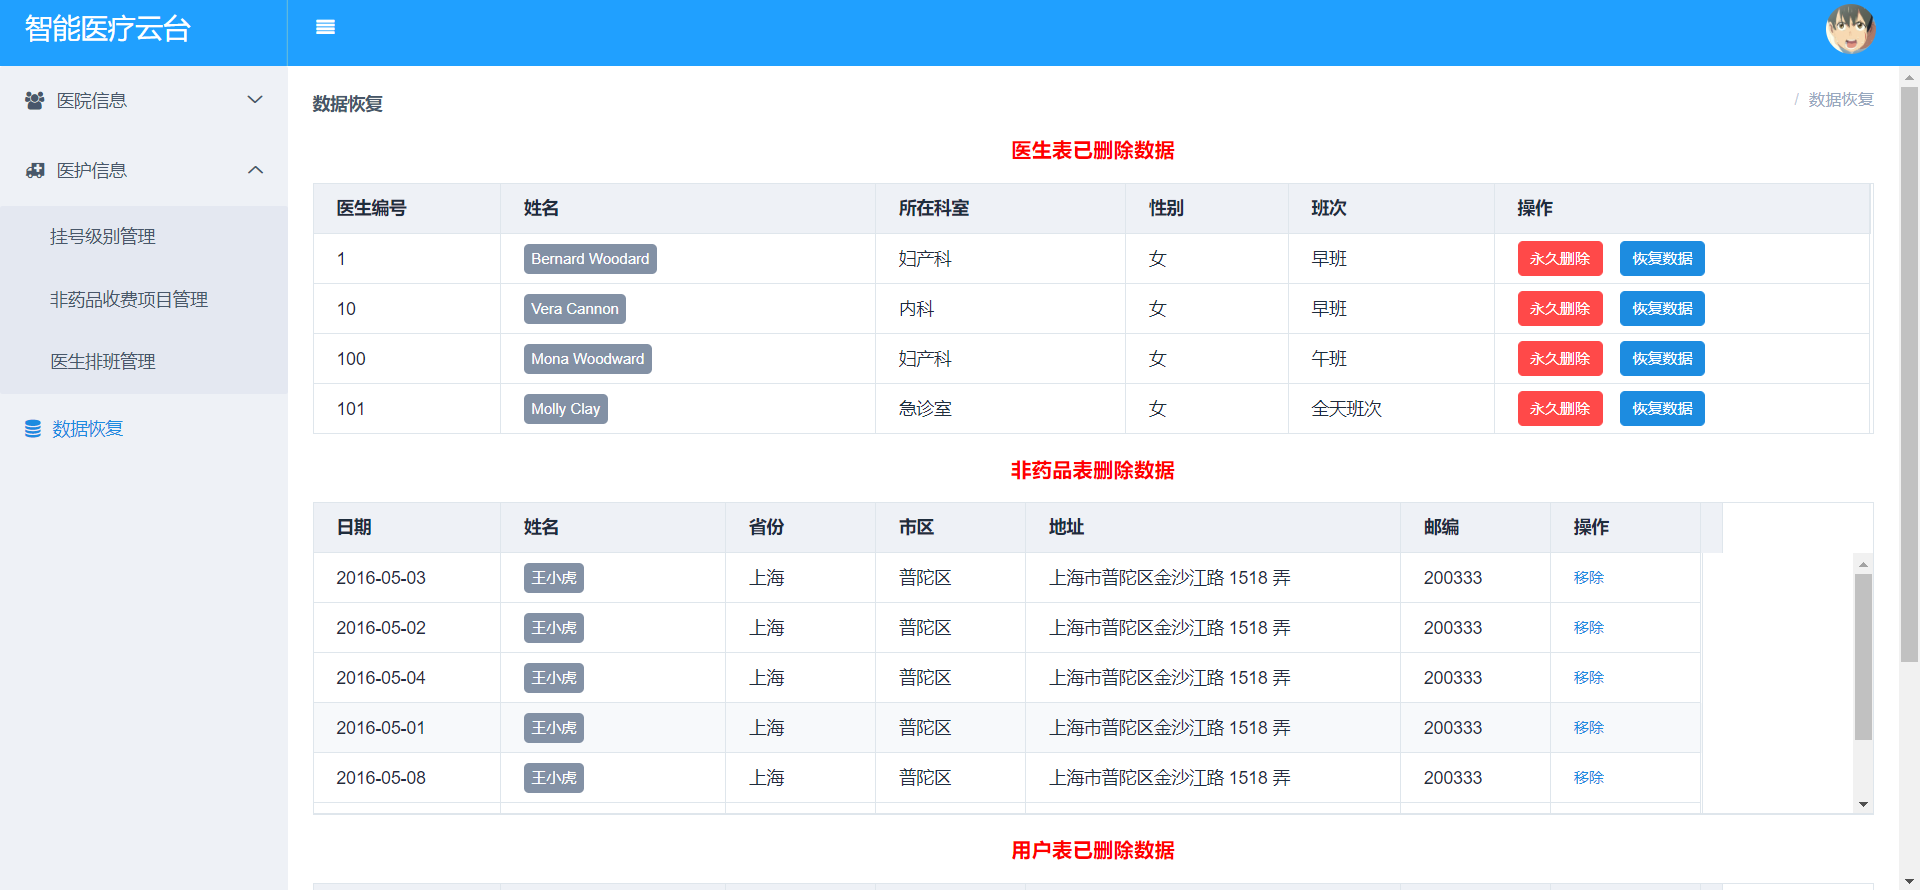 智能医疗云台
医院信息
医护信息
挂号级别管理
非药品收费项目管理
医生排班管理
数据恢复
数据恢复
/ 数据恢复
医生表已删除数据
医生编号 姓名 所在科室 性别 班次 操作
1 Bernard Woodard 妇产科 女 早班 永久删除 恢复数据
10 Vera Cannon 内科 女 早班 永久删除 恢复数据
100 Mona Woodward 妇产科 女 午班 永久删除 恢复数据
101 Molly Clay 急诊室 女 全天班次 永久删除 恢复数据
非药品表删除数据
日期 姓名 省份 市区 地址 邮编 操作
2016-05-03 王小虎 上海 普陀区 上海市普陀区金沙江路 1518 弄 200333 移除
2016-05-02 王小虎 上海 普陀区 上海市普陀区金沙江路 1518 弄 200333 移除
2016-05-04 王小虎 上海 普陀区 上海市普陀区金沙江路 1518 弄 200333 移除
2016-05-01 王小虎 上海 普陀区 上海市普陀区金沙江路 1518 弄 200333 移除
2016-05-08 王小虎 上海 普陀区 上海市普陀区金沙江路 1518 弄 200333 移除
用户表已删除数据